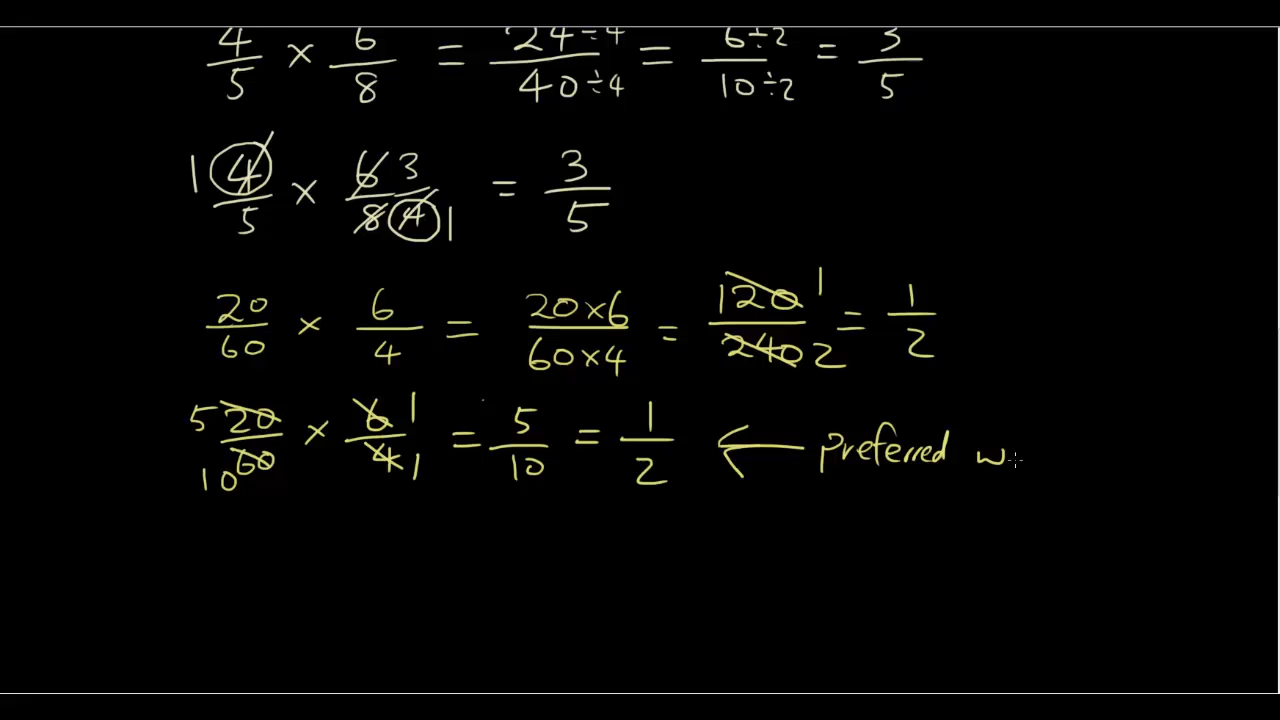 4/5 × 6/8 = 24÷4/40÷4 = 6÷2/10÷2 = 3/5
1 4/5 × 6 3/8 4 1 = 3/5
20/60 × 6/4 = 20×6/60×4 = 120 1/240 2 = 1/2
5 20/10 60 × 6 1/4 1 = 5/10 = 1/2 ← preferred w